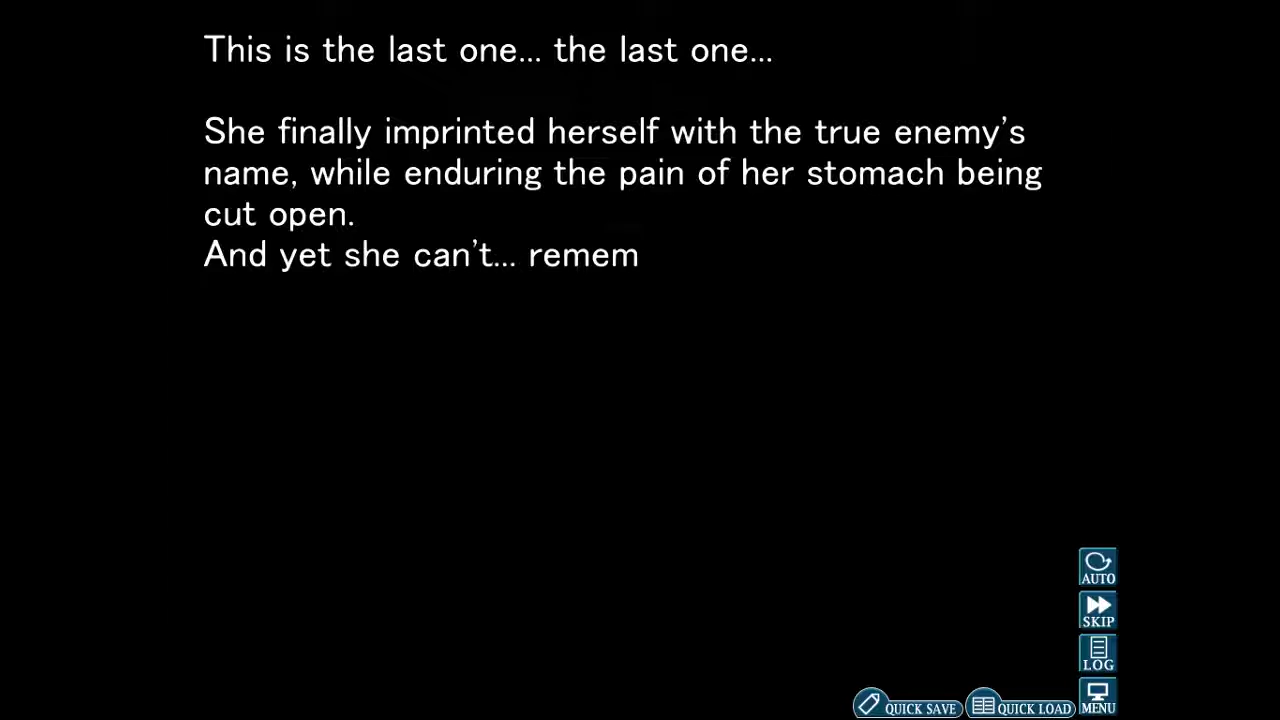 This is the last one... the last one...
She finally imprinted herself with the true enemy's
name, while enduring the pain of her stomach being
cut open.
And yet she can't... remem
AUTO
SKIP
LOG
MENU
QUICK SAVE
QUICK LOAD